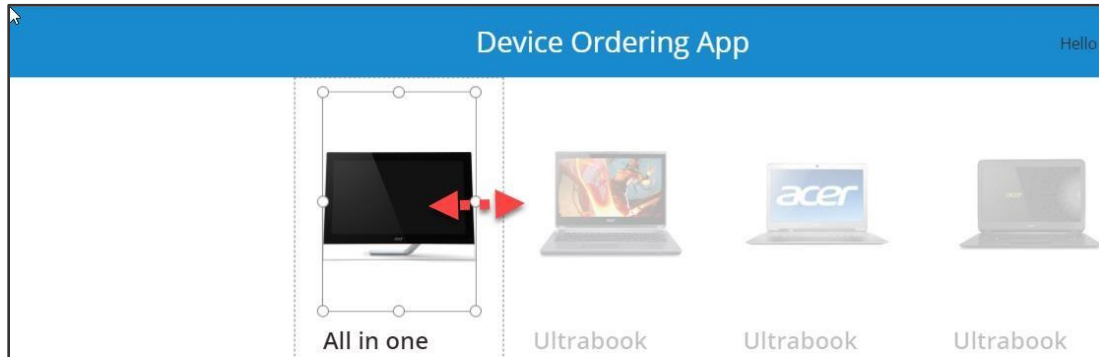 Device Ordering App
Hello
acer
All in one
Ultrabook
Ultrabook
Ultrabook